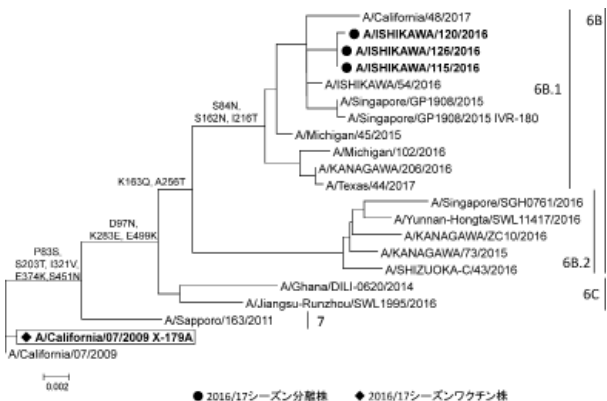 A/California/48/2017
6B
A/ISHIKAWA/120/2016
A/ISHIKAWA/126/2016
A/ISHIKAWA/115/2016
6B.1
A/ISHIKAWA/54/2016
S84N,
S162N, I216T
A/Singapore/GP1908/2015
A/Singapore/GP1908/2015 IVR-180
A/Michigan/45/2015
A/Michigan/102/2016
A/KANAGAWA/206/2016
K163Q, A256T
A/Texas/44/2017
A/Singapore/SGH0761/2016
A/Yunnan-Hongta/SWL11417/2016
D97N,
K283E, E499K
A/KANAGAWA/ZC10/2016
A/KANAGAWA/73/2015
6B.2
P83S,
S203T, I321V,
E374K,S451N
A/SHIZUOKA-C/43/2016
A/Ghana/DILI-0620/2014
6C
A/Jiangsu-Runzhou/SWL1995/2016
A/Sapporo/163/2011
7
◆ A/California/07/2009 X-179A
A/California/07/2009
0.002
● 2016/17シーズン分離株 ◆ 2016/17シーズンワクチン株